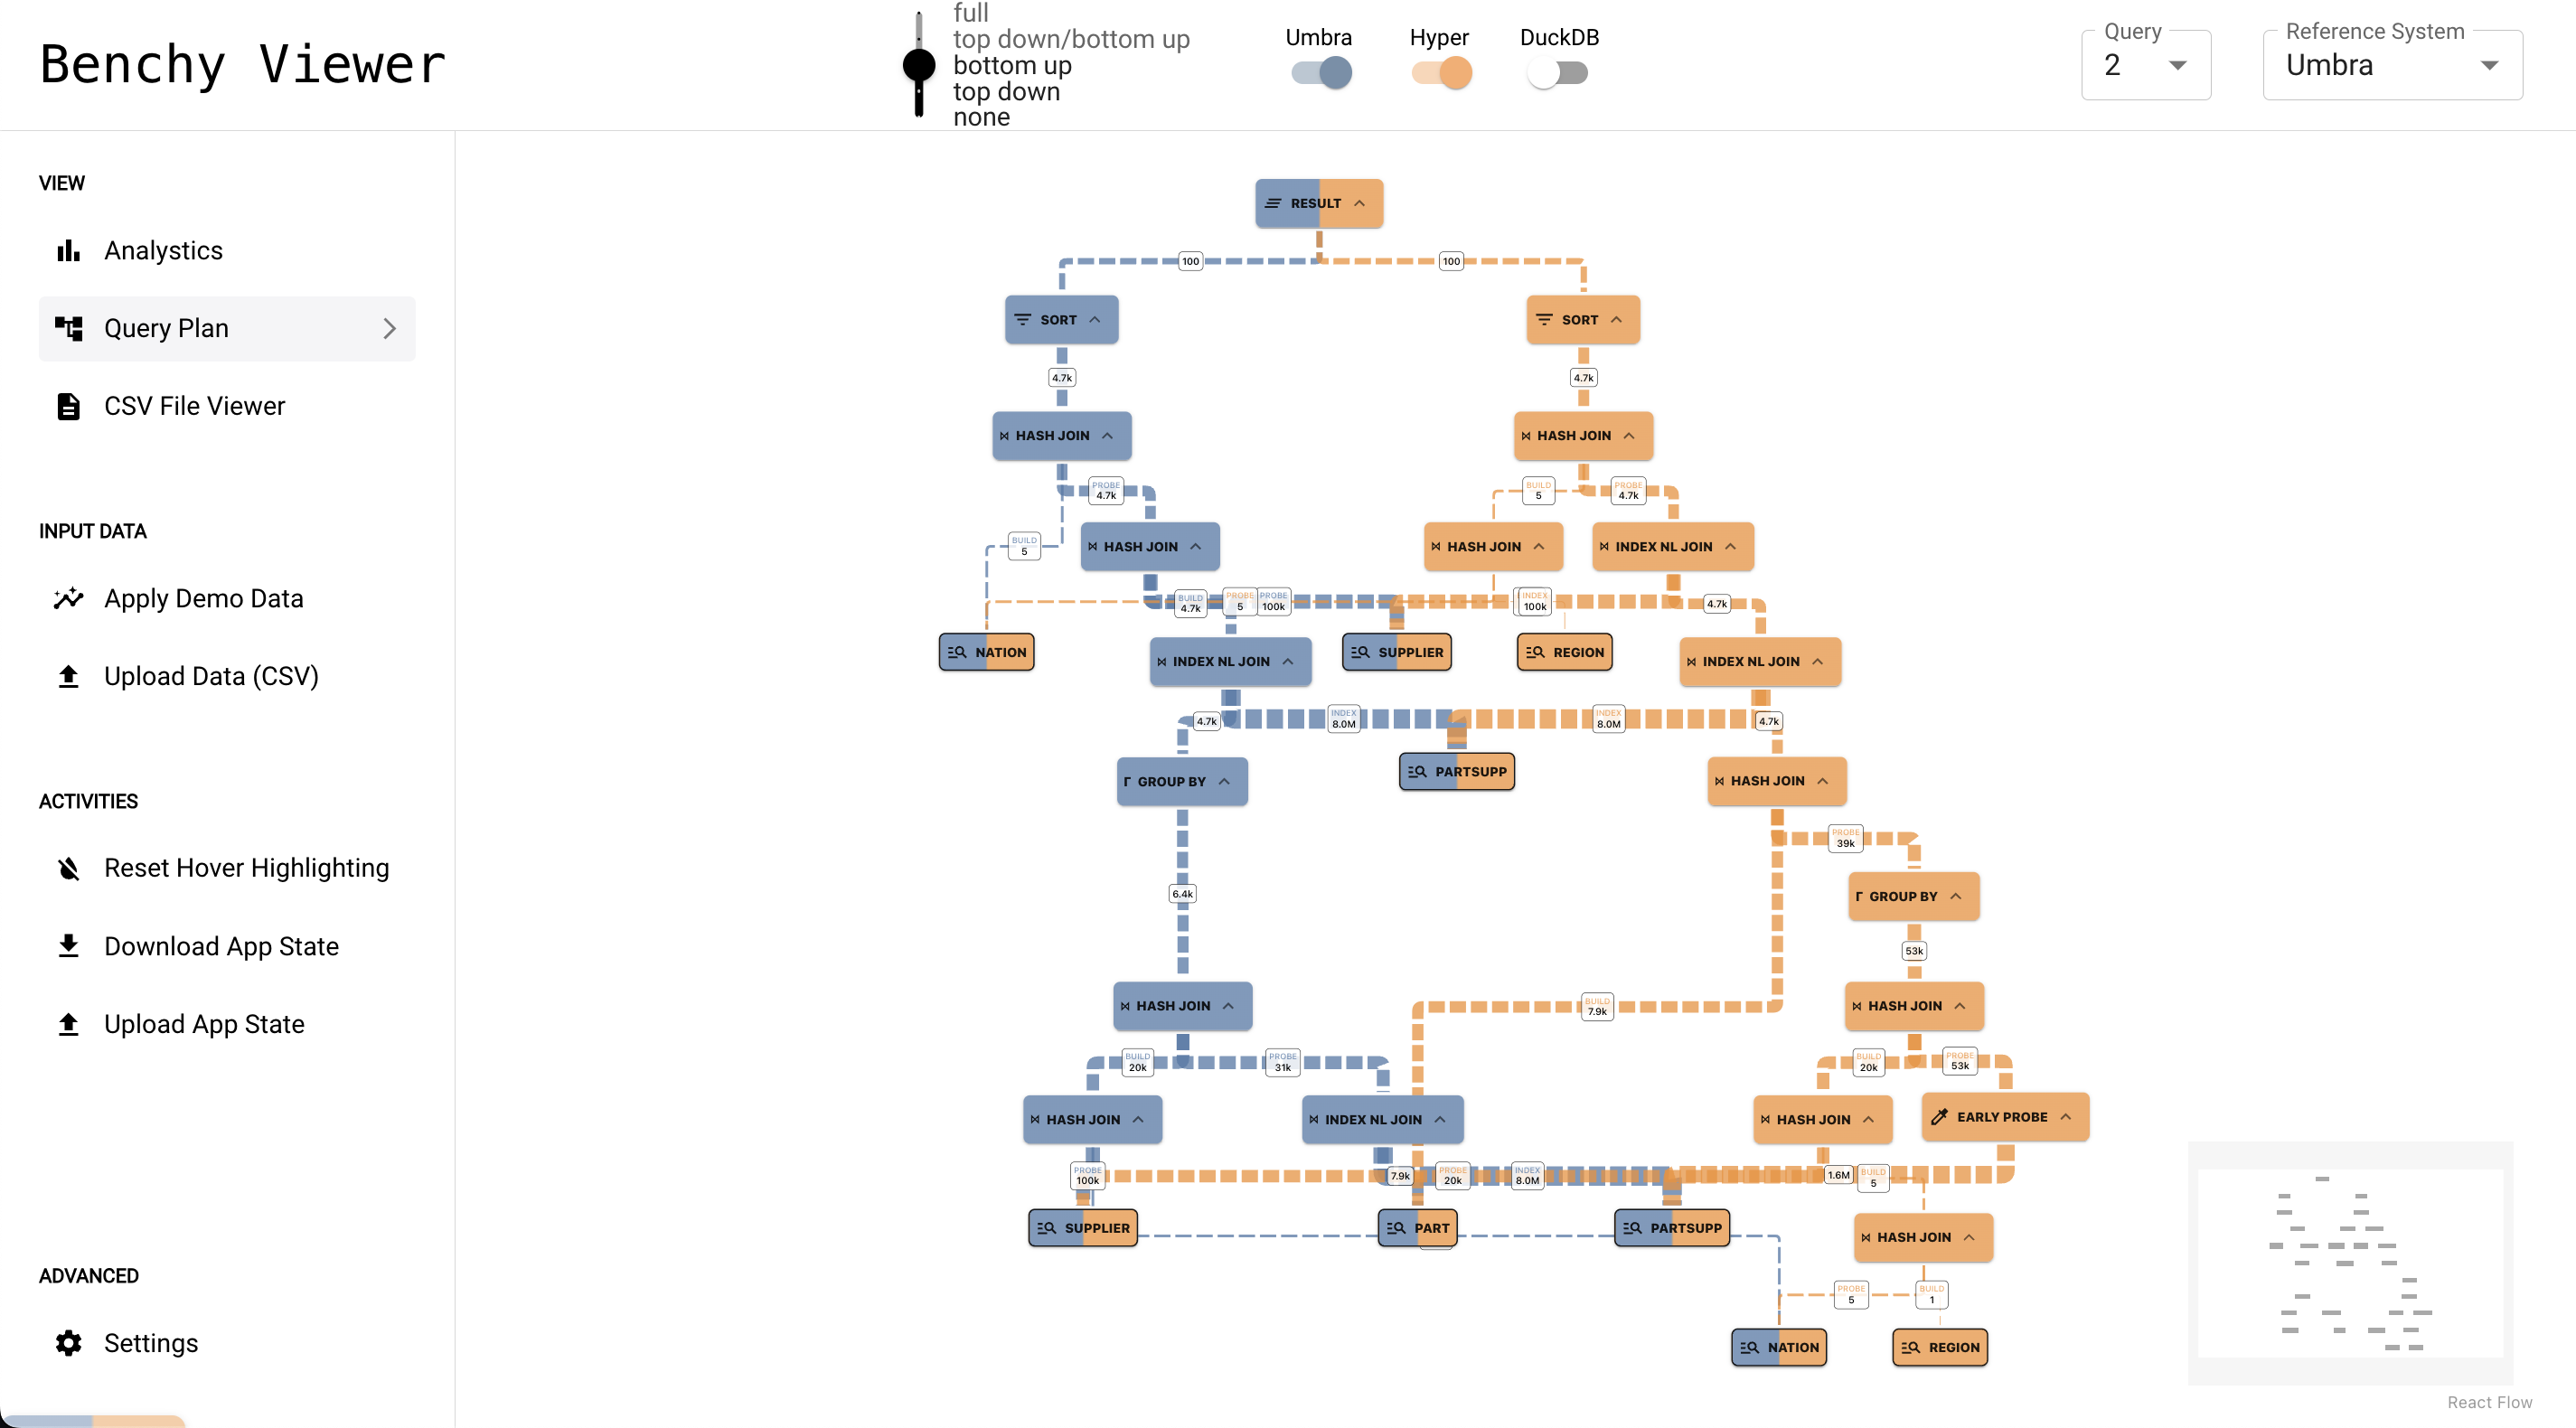 Benchy Viewer
full
top down/bottom up
bottom up
top down
none
Umbra
Hyper
DuckDB
Query
2
Reference System
Umbra
VIEW
Analystics
Query Plan
CSV File Viewer
INPUT DATA
Apply Demo Data
Upload Data (CSV)
ACTIVITIES
Reset Hover Highlighting
Download App State
Upload App State
ADVANCED
Settings
RESULT
100
100
SORT
SORT
4.7k
4.7k
HASH JOIN
HASH JOIN
PROBE
4.7k
BUILD
5
PROBE
4.7k
BUILD
5
HASH JOIN
HASH JOIN
INDEX NL JOIN
BUILD
4.7k
PROBE
5
PROBE
100k
INDEX
100k
4.7k
NATION
INDEX NL JOIN
SUPPLIER
REGION
INDEX NL JOIN
4.7k
INDEX
8.0M
INDEX
8.0M
4.7k
GROUP BY
PARTSUPP
HASH JOIN
PROBE
39k
6.4k
GROUP BY
53k
HASH JOIN
BUILD
7.9k
HASH JOIN
BUILD
20k
PROBE
31k
BUILD
20k
PROBE
53k
HASH JOIN
INDEX NL JOIN
HASH JOIN
EARLY PROBE
PROBE
100k
7.9k
PROBE
20k
INDEX
8.0M
1.6M
BUILD
5
SUPPLIER
PART
PARTSUPP
HASH JOIN
PROBE
5
BUILD
1
NATION
REGION
React Flow